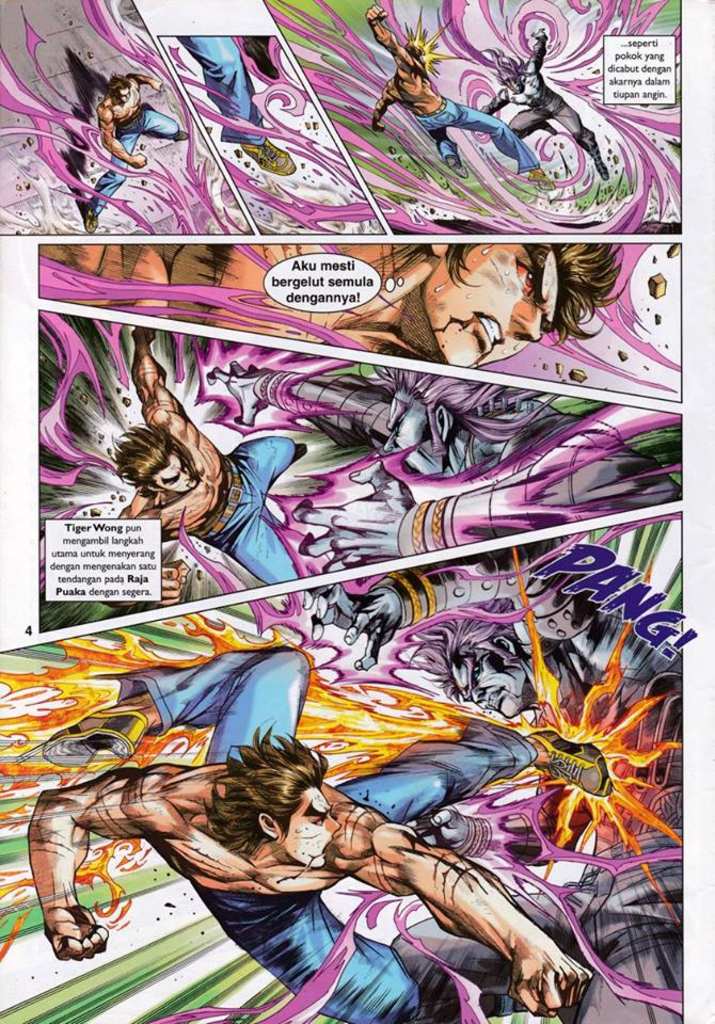 ...seperti
pokok yang
dicabut dengan
akarnya dalam
tiupan angin.
Aku mesti
bergelut semula
dengannya!
Tiger Wong pun
mengambil langkah
utama untuk menyerang
dengan mengenakan satu
tendangan pada Raja
Puaka dengan segera.
PANG!
4